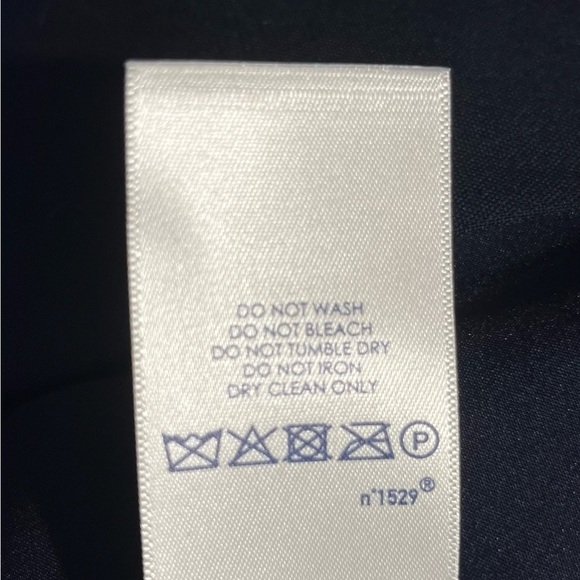 DO NOT WASH
DO NOT BLEACH
DO NOT TUMBLE DRY
DO NOT IRON
DRY CLEAN ONLY
P
n°1529®